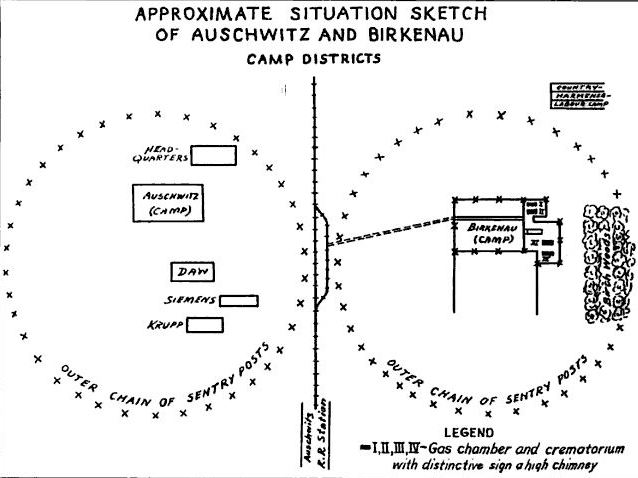 APPROXIMATE SITUATION SKETCH
OF AUSCHWITZ AND BIRKENAU
CAMP DISTRICTS
HEAD-
QUARTERS
AUSCHWITZ
(CAMP)
DAW
SIEMENS
KRUPP
OUTER CHAIN OF SENTRY POSTS
Auschwitz
R.R. Station
COUNTRY-
HARMENSE-
LABOUR CAMP
I
II
BIRKENAU
(CAMP)
Birch Woods
OUTER CHAIN OF SENTRY POSTS
LEGEND
I,II,III,IV-Gas chamber and crematorium
with distinctive sign a high chimney